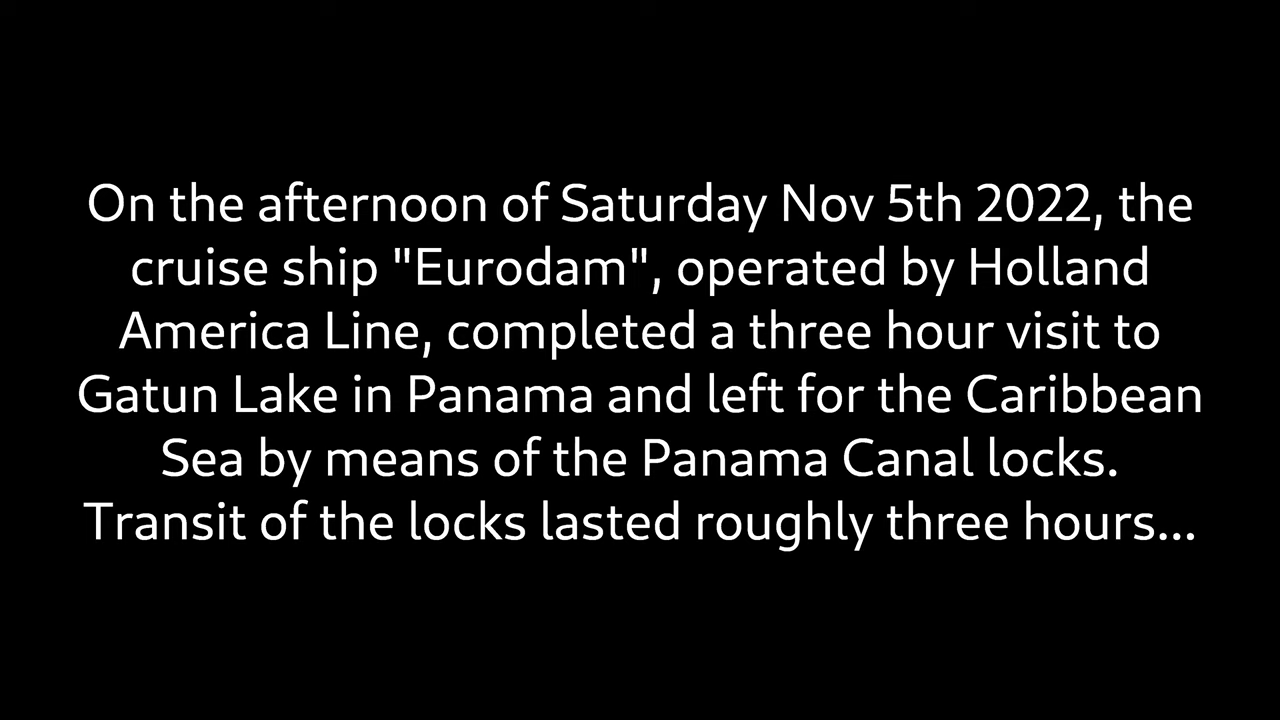 On the afternoon of Saturday Nov 5th 2022, the
cruise ship "Eurodam", operated by Holland
America Line, completed a three hour visit to
Gatun Lake in Panama and left for the Caribbean
Sea by means of the Panama Canal locks.
Transit of the locks lasted roughly three hours...